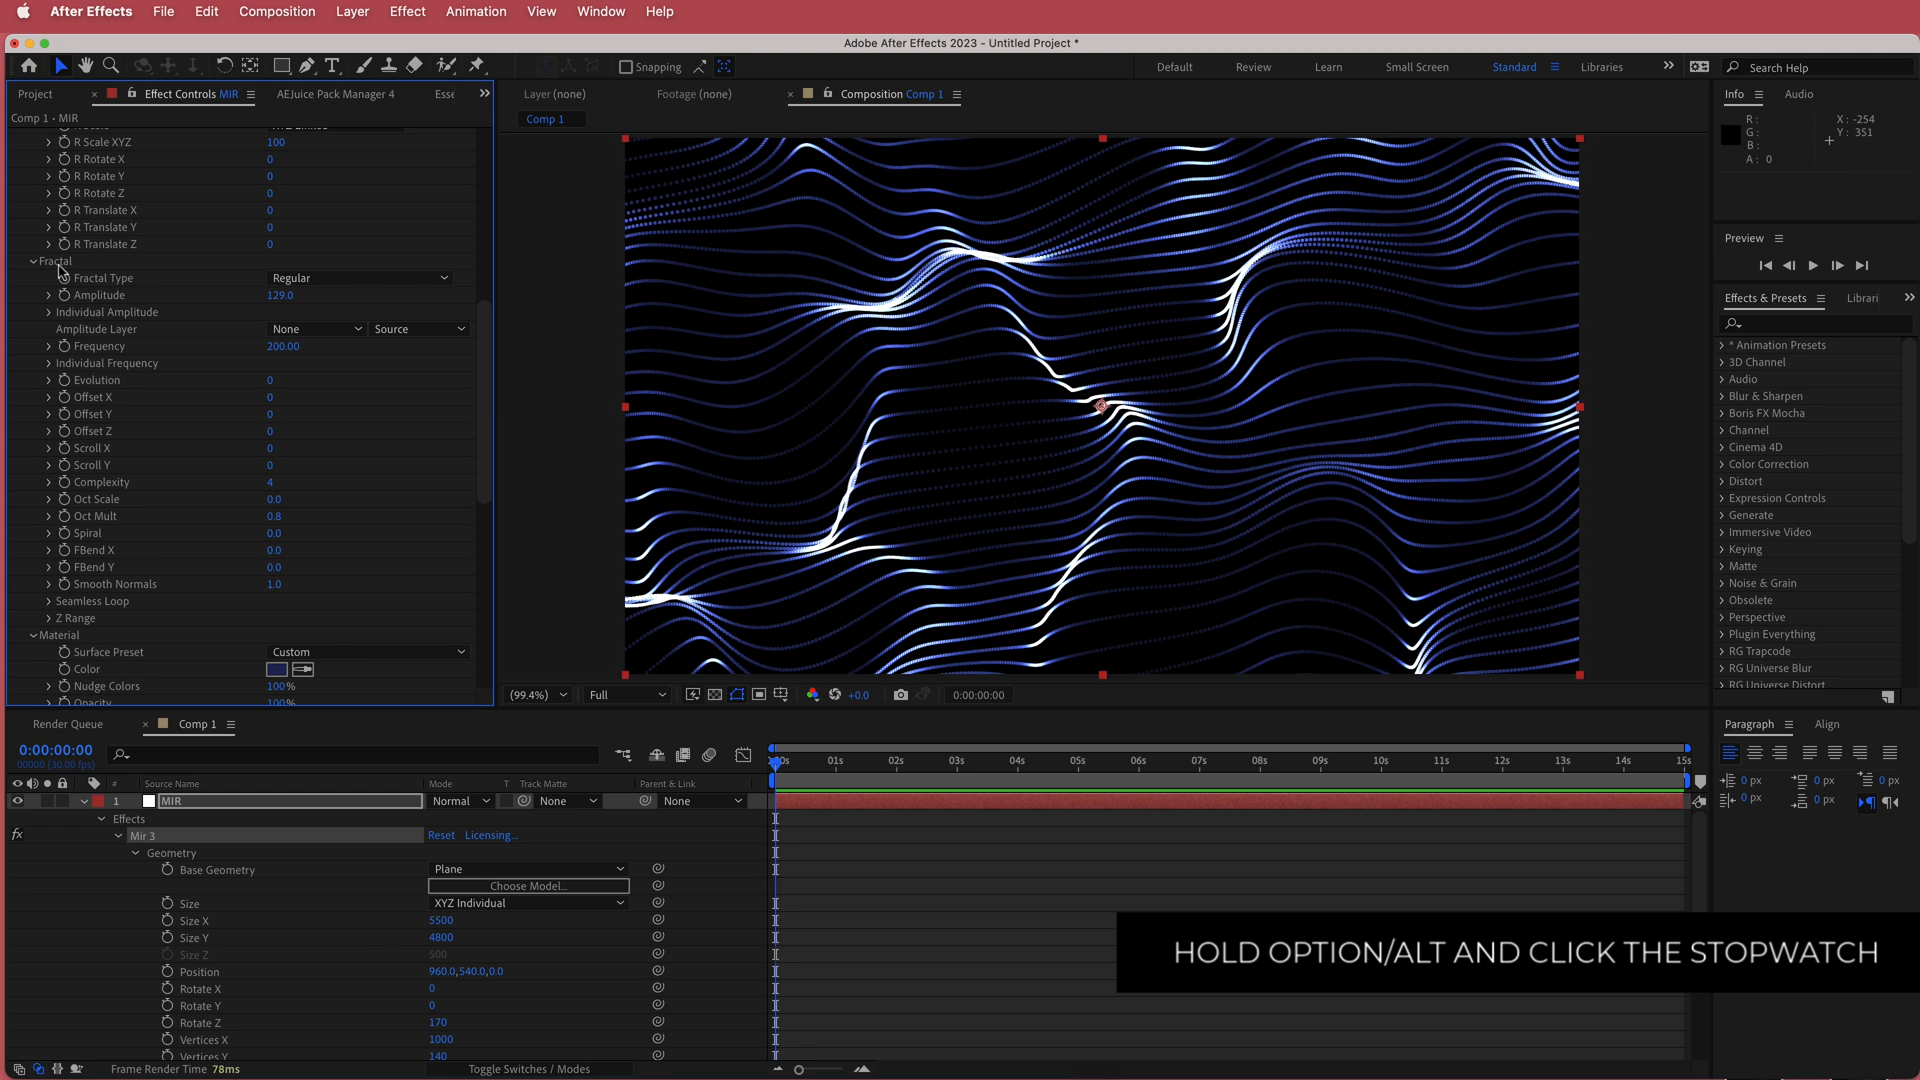 After Effects File Edit Composition Layer Effect Animation View Window Help
Adobe After Effects 2023 - Untitled Project *
Snapping Default Review Learn Small Screen Standard Libraries Search Help
Project Effect Controls MIR AEJuice Pack Manager 4 Esse
Layer (none) Footage (none) Composition Comp 1
Info Audio
Comp 1 • MIR
Comp 1
R Scale XYZ 100
R Rotate X 0
R Rotate Y 0
R Rotate Z 0
R Translate X 0
R Translate Y 0
R Translate Z 0
Fractal
Fractal Type Regular
Amplitude 129.0
Individual Amplitude
Amplitude Layer None Source
Frequency 200.00
Individual Frequency
Evolution 0
Offset X 0
Offset Y 0
Offset Z 0
Scroll X 0
Scroll Y 0
Complexity 4
Oct Scale 0.0
Oct Mult 0.8
Spiral 0.0
FBend X 0.0
FBend Y 0.0
Smooth Normals 1.0
Seamless Loop
Z Range
Material
Surface Preset Custom
Color
Nudge Colors 100%
Opacity 100%
(99.4%) Full +0.0 0:00:00:00
R: X: -254
G: Y: 351
B:
A: 0
Preview
Effects & Presets Librari
* Animation Presets
3D Channel
Audio
Blur & Sharpen
Boris FX Mocha
Channel
Cinema 4D
Color Correction
Distort
Expression Controls
Generate
Immersive Video
Keying
Matte
Noise & Grain
Obsolete
Perspective
Plugin Everything
RG Trapcode
RG Universe Blur
RG Universe Distort
Render Queue Comp 1
0:00:00:00
00000 (30.00 fps)
# Source Name Mode T Track Matte Parent & Link
01s 02s 03s 04s 05s 06s 07s 08s 09s 10s 11s 12s 13s 14s 15s
1 MIR Normal None None
Effects
fx Mir 3 Reset Licensing...
Geometry
Base Geometry Plane
Choose Model...
Size XYZ Individual
Size X 5500
Size Y 4800
Size Z 500
Position 960.0,540.0,0.0
Rotate X 0
Rotate Y 0
Rotate Z 170
Vertices X 1000
Vertices Y 140
Frame Render Time 78ms Toggle Switches / Modes
Paragraph Align
0 px 0 px 0 px
0 px 0 px
HOLD OPTION/ALT AND CLICK THE STOPWATCH